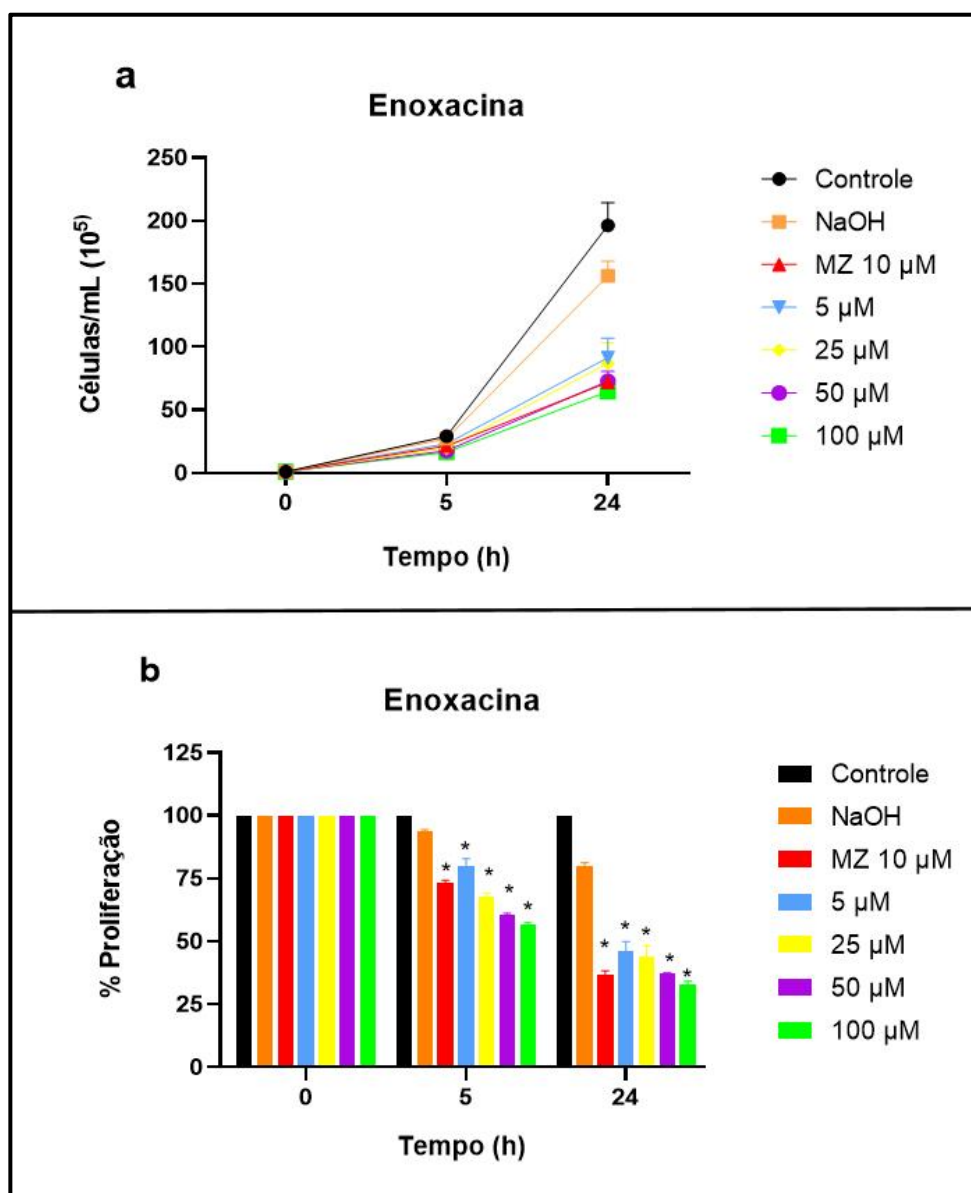 a
Enoxacina
250
200
150
100
50
0
Células/mL (10⁵)
0 5 24
Tempo (h)
Controle
NaOH
MZ 10 µM
5 µM
25 µM
50 µM
100 µM
b
Enoxacina
125
100
75
50
25
0
% Proliferação
* * * * *
* * * * *
0 5 24
Tempo (h)
Controle
NaOH
MZ 10 µM
5 µM
25 µM
50 µM
100 µM